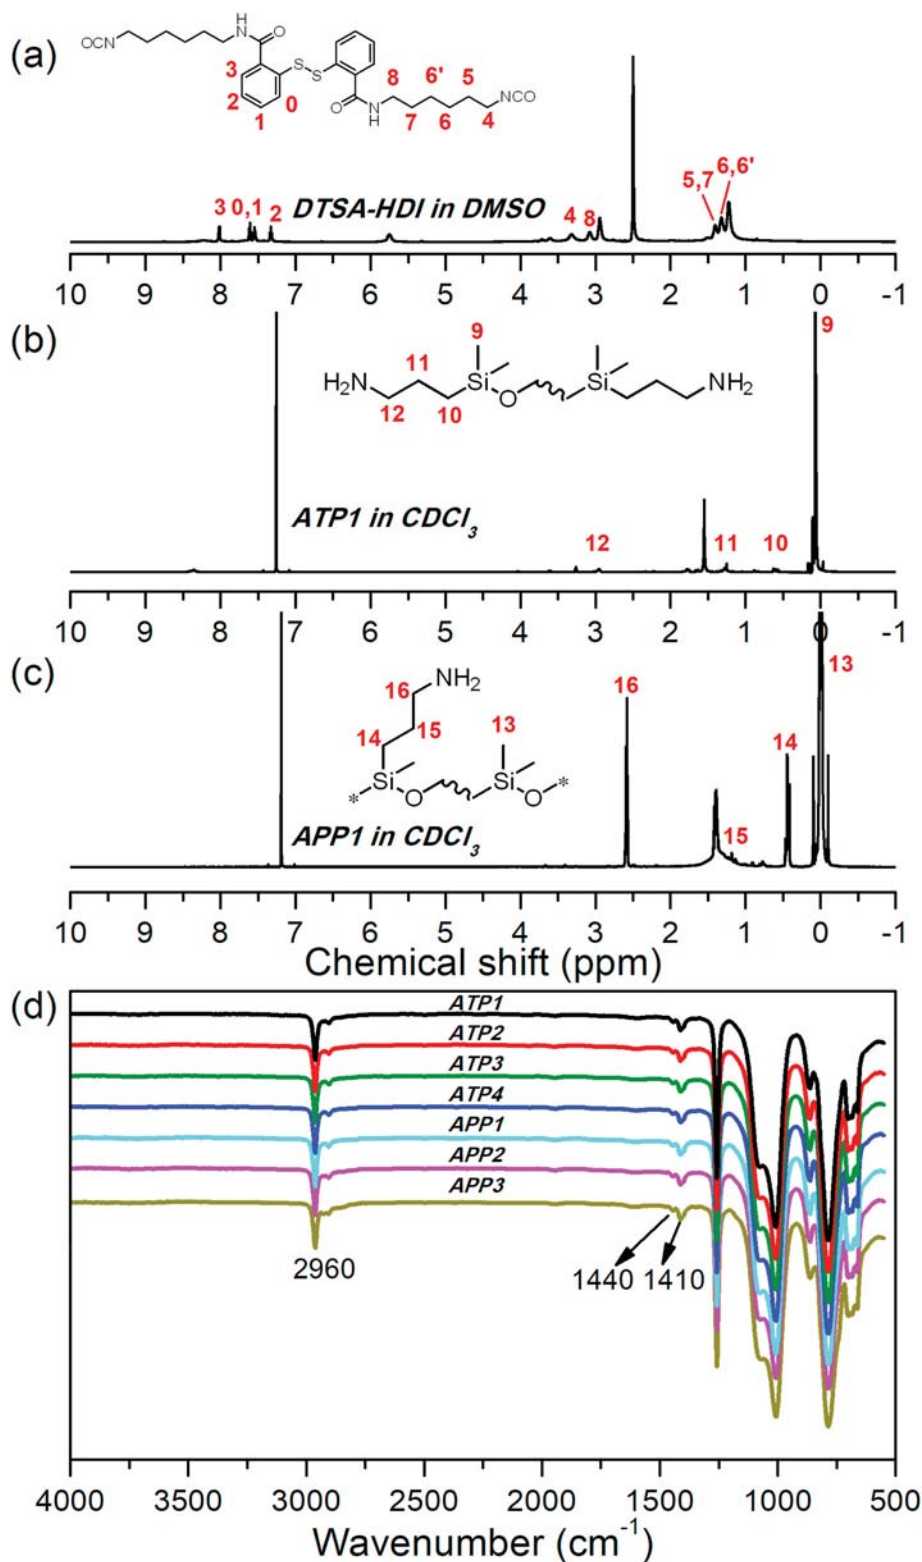 (a)
OCN
N
H
O
3
2
1
0
S
S
O
N
H
8
7
6'
6
5
4
NCO
3 0,1 2
DTSA-HDI in DMSO
4 8
5,7
6,6'
10 9 8 7 6 5 4 3 2 1 0 -1
(b)
H2N
12
11
10
9
Si
O
Si
NH2
9
ATP1 in CDCl3
12
11
10
10 9 8 7 6 5 4 3 2 1 0 -1
(c)
16
NH2
14
15
13
Si
O
Si
O
*
*
16
14
13
15
APP1 in CDCl3
10 9 8 7 6 5 4 3 2 1 0 -1
Chemical shift (ppm)
(d)
ATP1
ATP2
ATP3
ATP4
APP1
APP2
APP3
2960
1440 1410
4000 3500 3000 2500 2000 1500 1000 500
Wavenumber (cm-1)